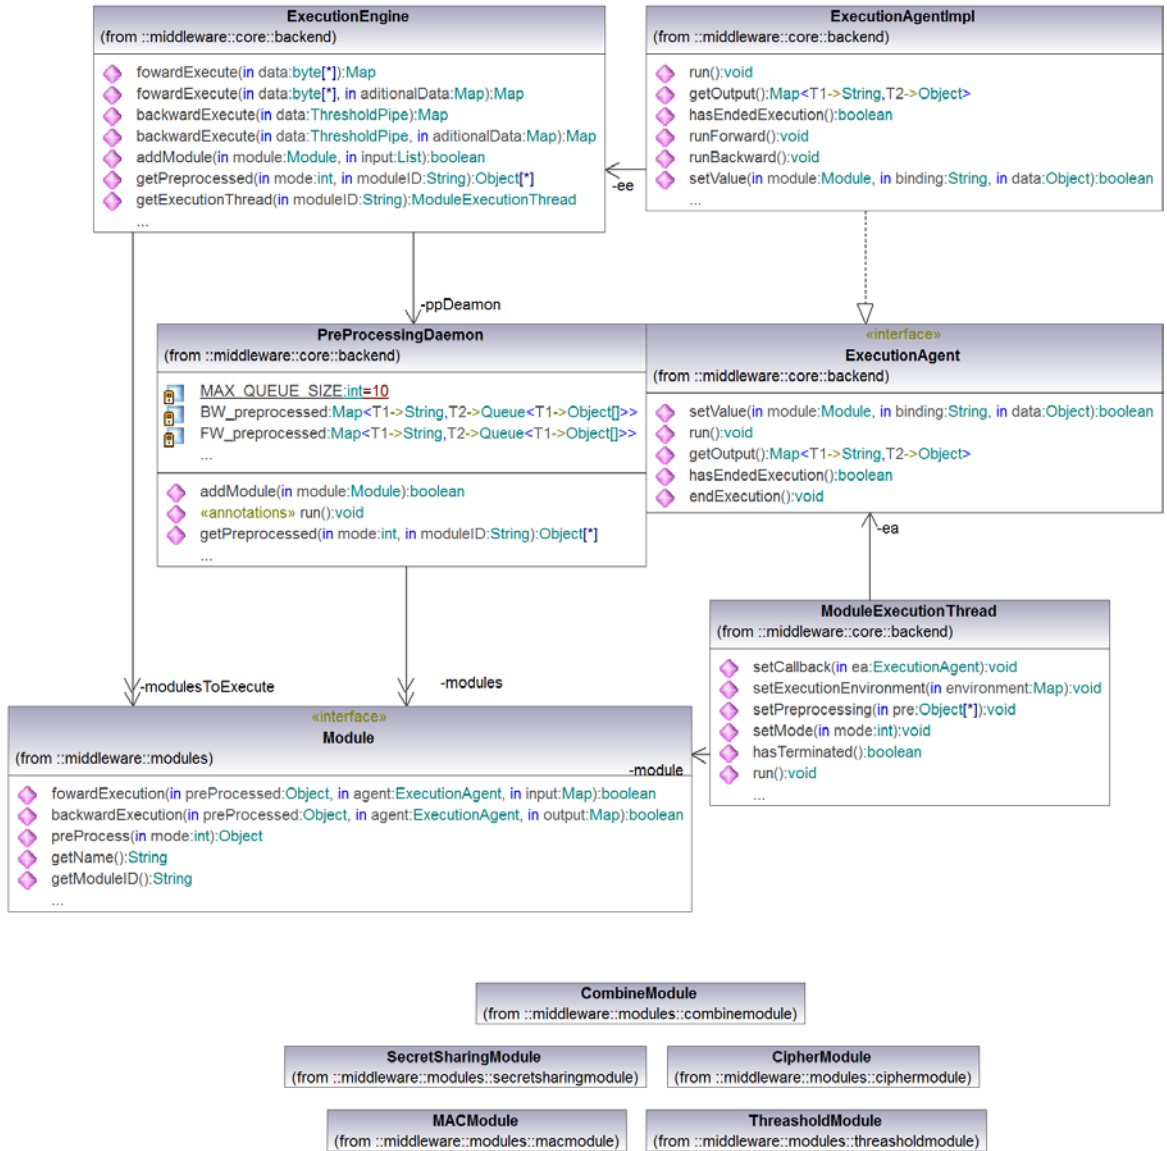 ExecutionEngine
(from ::middleware::core::backend)
fowardExecute(in data:byte[*]):Map
fowardExecute(in data:byte[*], in aditionalData:Map):Map
backwardExecute(in data:ThresholdPipe):Map
backwardExecute(in data:ThresholdPipe, in aditionalData:Map):Map
addModule(in module:Module, in input:List):boolean
getPreprocessed(in mode:int, in moduleID:String):Object[*]
getExecutionThread(in moduleID:String):ModuleExecutionThread
...
ExecutionAgentImpl
(from ::middleware::core::backend)
run():void
getOutput():Map<T1->String,T2->Object>
hasEndedExecution():boolean
runForward():void
runBackward():void
setValue(in module:Module, in binding:String, in data:Object):boolean
...
-ee
-ppDeamon
PreProcessingDaemon
(from ::middleware::core::backend)
MAX_QUEUE_SIZE:int=10
BW_preprocessed:Map<T1->String,T2->Queue<T1->Object[]>>
FW_preprocessed:Map<T1->String,T2->Queue<T1->Object[]>>
...
addModule(in module:Module):boolean
«annotations» run():void
getPreprocessed(in mode:int, in moduleID:String):Object[*]
...
«interface»
ExecutionAgent
(from ::middleware::core::backend)
setValue(in module:Module, in binding:String, in data:Object):boolean
run():void
getOutput():Map<T1->String,T2->Object>
hasEndedExecution():boolean
endExecution():void
-ea
ModuleExecutionThread
(from ::middleware::core::backend)
setCallback(in ea:ExecutionAgent):void
setExecutionEnvironment(in environment:Map):void
setPreprocessing(in pre:Object[*]):void
setMode(in mode:int):void
hasTerminated():boolean
run():void
...
-modulesToExecute
-modules
-module
«interface»
Module
(from ::middleware::modules)
fowardExecution(in preProcessed:Object, in agent:ExecutionAgent, in input:Map):boolean
backwardExecution(in preProcessed:Object, in agent:ExecutionAgent, in output:Map):boolean
preProcess(in mode:int):Object
getName():String
getModuleID():String
...
CombineModule
(from ::middleware::modules::combinemodule)
SecretSharingModule
(from ::middleware::modules::secretsharingmodule)
CipherModule
(from ::middleware::modules::ciphermodule)
MACModule
(from ::middleware::modules::macmodule)
ThreasholdModule
(from ::middleware::modules::threasholdmodule)